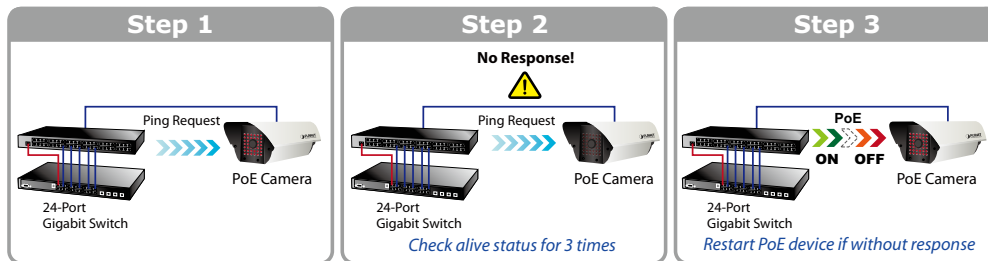 Step 1
Ping Request
PoE Camera
24-Port
Gigabit Switch
Step 2
No Response!
Ping Request
PoE Camera
24-Port
Gigabit Switch
Check alive status for 3 times
Step 3
PoE
ON OFF
PoE Camera
24-Port
Gigabit Switch
Restart PoE device if without response